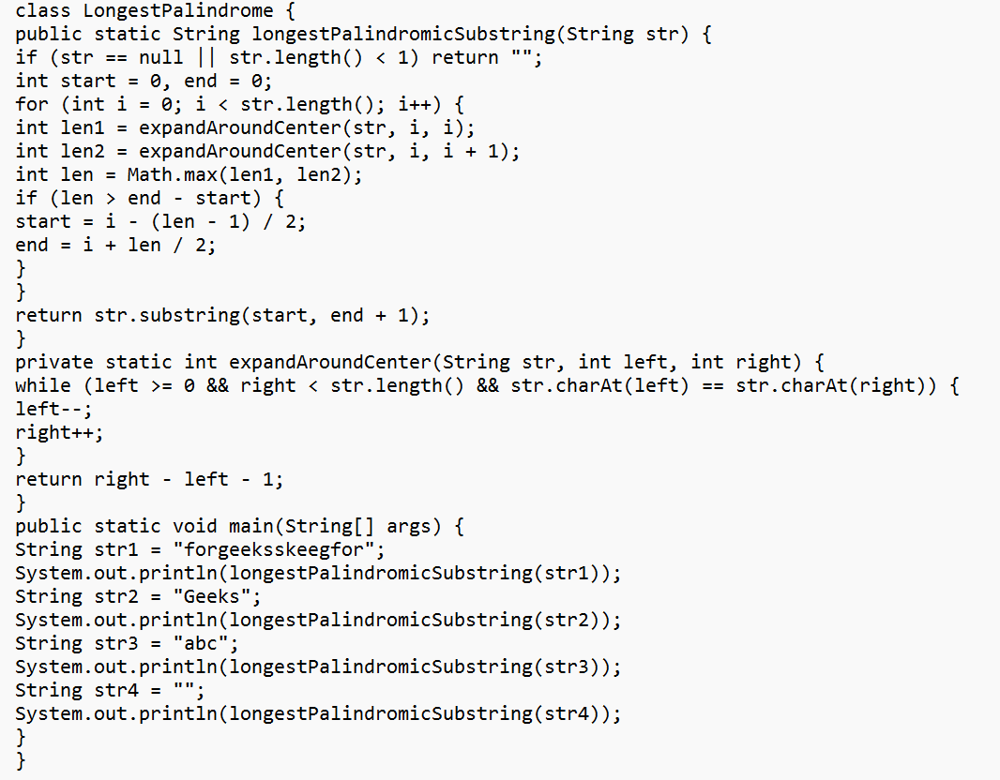 class LongestPalindrome {
public static String longestPalindromicSubstring(String str) {
if (str == null || str.length() < 1) return "";
int start = 0, end = 0;
for (int i = 0; i < str.length(); i++) {
int len1 = expandAroundCenter(str, i, i);
int len2 = expandAroundCenter(str, i, i + 1);
int len = Math.max(len1, len2);
if (len > end - start) {
start = i - (len - 1) / 2;
end = i + len / 2;
}
}
return str.substring(start, end + 1);
}
private static int expandAroundCenter(String str, int left, int right) {
while (left >= 0 && right < str.length() && str.charAt(left) == str.charAt(right)) {
left--;
right++;
}
return right - left - 1;
}
public static void main(String[] args) {
String str1 = "forgeeksskeegfor";
System.out.println(longestPalindromicSubstring(str1));
String str2 = "Geeks";
System.out.println(longestPalindromicSubstring(str2));
String str3 = "abc";
System.out.println(longestPalindromicSubstring(str3));
String str4 = "";
System.out.println(longestPalindromicSubstring(str4));
}
}